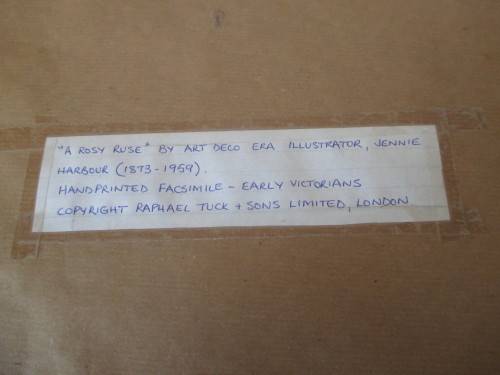 "A ROSY RUSE" BY ART DECO ERA ILLUSTRATOR, JENNIE
HARBOUR (1873-1959).
HANDPRINTED FACSIMILE - EARLY VICTORIANS
COPYRIGHT RAPHAEL TUCK + SONS LIMITED, LONDON